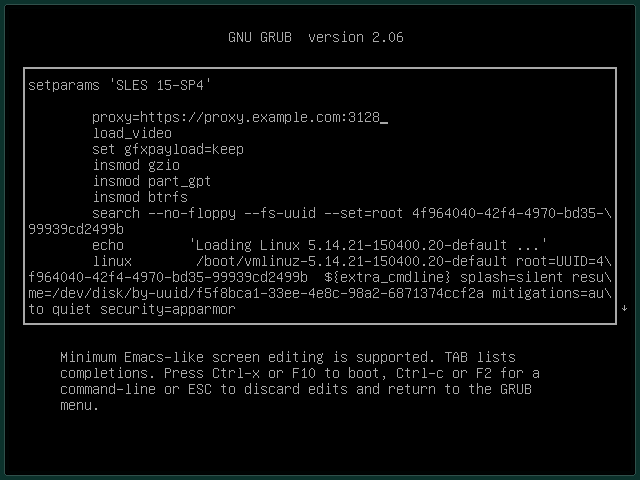 GNU GRUB  version 2.06
setparams 'SLES 15-SP4'
proxy=https://proxy.example.com:3128_
load_video
set gfxpayload=keep
insmod gzio
insmod part_gpt
insmod btrfs
search --no-floppy --fs-uuid --set=root 4f964040-42f4-4970-bd35-\
99939cd2499b
echo        'Loading Linux 5.14.21-150400.20-default ...'
linux        /boot/vmlinuz-5.14.21-150400.20-default root=UUID=4\
f964040-42f4-4970-bd35-99939cd2499b  ${extra_cmdline} splash=silent resu\
me=/dev/disk/by-uuid/f5f8bca1-33ee-4e8c-98a2-6871374ccf2a mitigations=au\
to quiet security=apparmor
Minimum Emacs-like screen editing is supported. TAB lists
completions. Press Ctrl-x or F10 to boot, Ctrl-c or F2 for a
command-line or ESC to discard edits and return to the GRUB
menu.